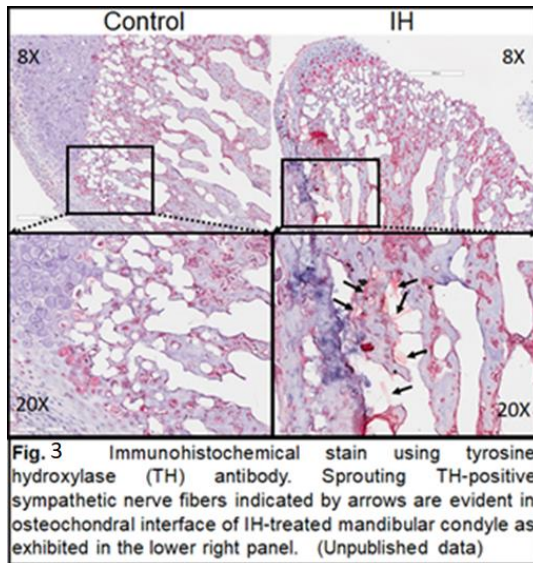 Control IH
8X 8X
20X 20X
Fig. 3 Immunohistochemical stain using tyrosine
hydroxylase (TH) antibody. Sprouting TH-positive
sympathetic nerve fibers indicated by arrows are evident in
osteochondral interface of IH-treated mandibular condyle as
exhibited in the lower right panel. (Unpublished data)